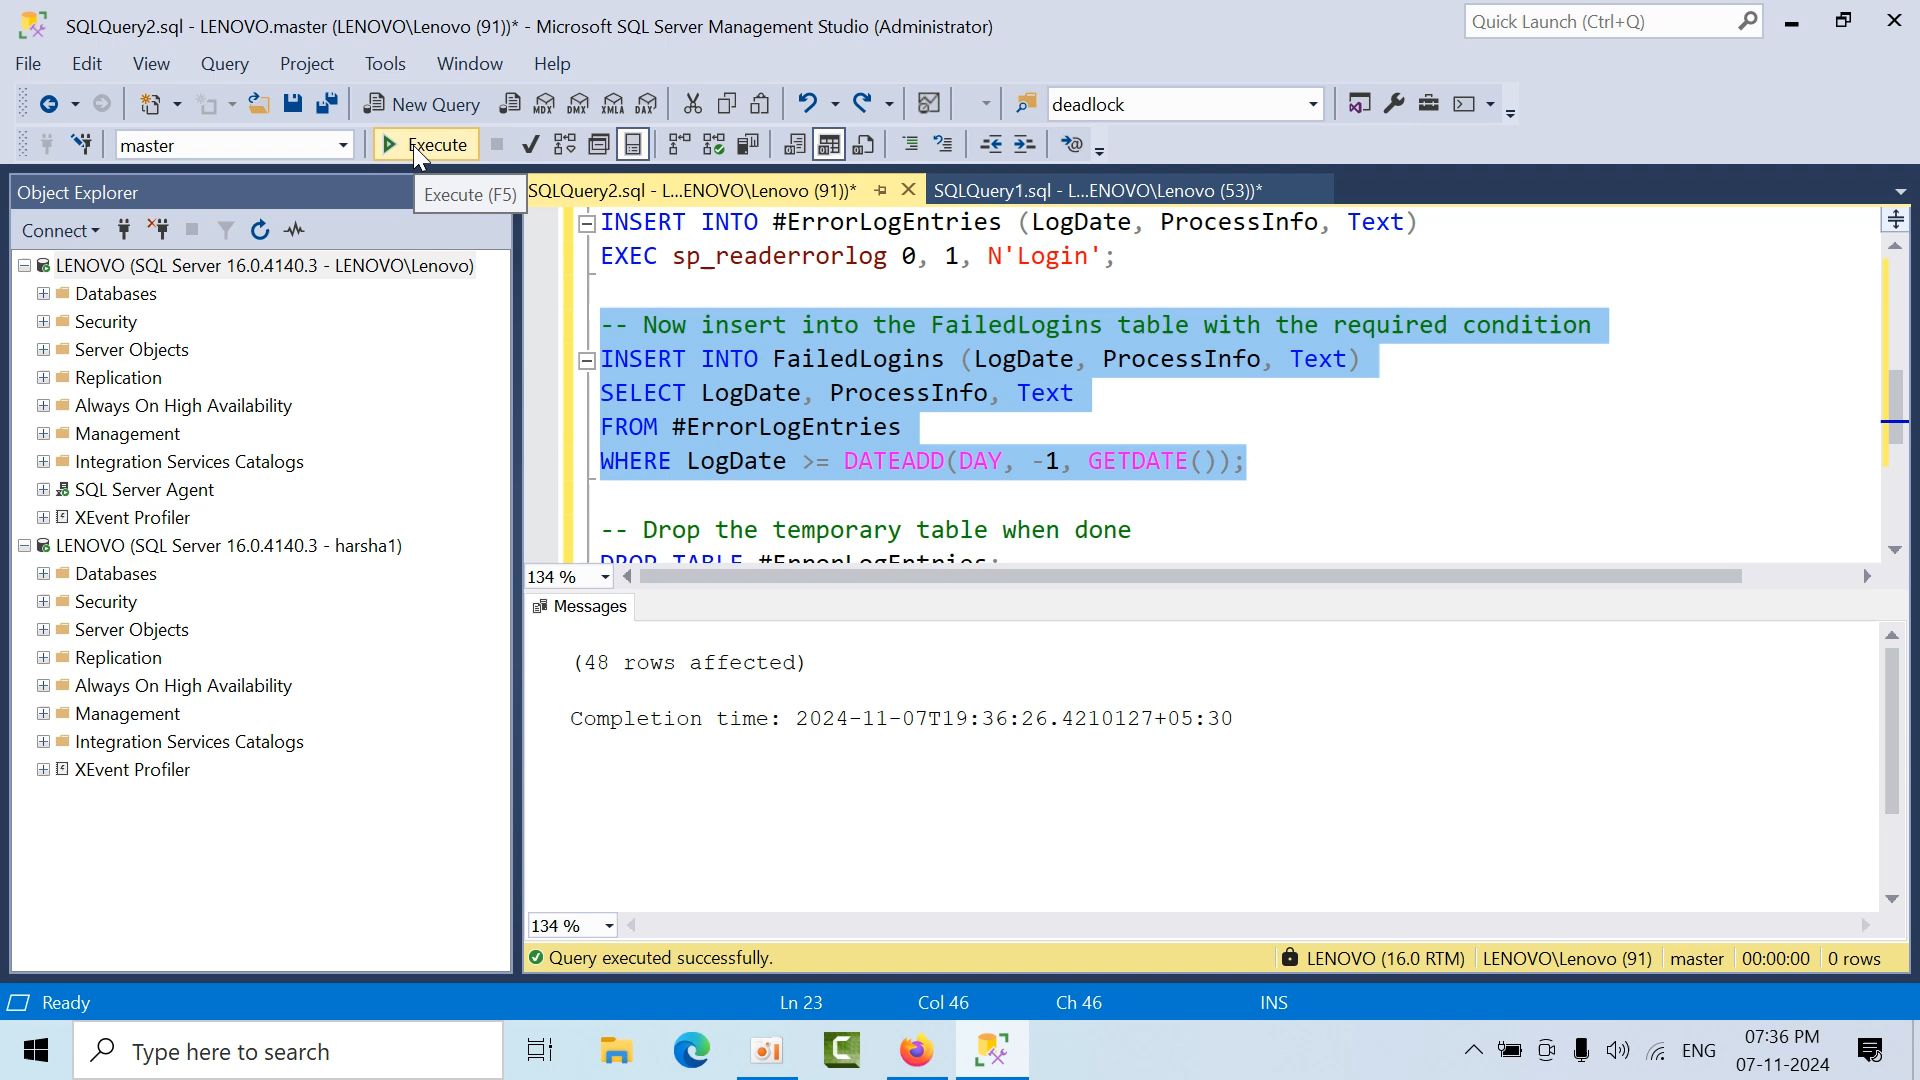 SQLQuery2.sql - LENOVO.master (LENOVO\Lenovo (91))* - Microsoft SQL Server Management Studio (Administrator)
Quick Launch (Ctrl+Q)
File Edit View Query Project Tools Window Help
New Query MDX DMX XMLA DAX deadlock
master Execute
Execute (F5)
Object Explorer
SQLQuery2.sql - L...ENOVO\Lenovo (91))* SQLQuery1.sql - L...ENOVO\Lenovo (53))*
Connect
LENOVO (SQL Server 16.0.4140.3 - LENOVO\Lenovo)
Databases
Security
Server Objects
Replication
Always On High Availability
Management
Integration Services Catalogs
SQL Server Agent
XEvent Profiler
LENOVO (SQL Server 16.0.4140.3 - harsha1)
Databases
Security
Server Objects
Replication
Always On High Availability
Management
Integration Services Catalogs
XEvent Profiler
INSERT INTO #ErrorLogEntries (LogDate, ProcessInfo, Text)
EXEC sp_readerrorlog 0, 1, N'Login';
-- Now insert into the FailedLogins table with the required condition
INSERT INTO FailedLogins (LogDate, ProcessInfo, Text)
SELECT LogDate, ProcessInfo, Text
FROM #ErrorLogEntries
WHERE LogDate >= DATEADD(DAY, -1, GETDATE());
-- Drop the temporary table when done
DROP TABLE #ErrorLogEntries;
134 %
Messages
(48 rows affected)
Completion time: 2024-11-07T19:36:26.4210127+05:30
134 %
Query executed successfully. LENOVO (16.0 RTM) LENOVO\Lenovo (91) master 00:00:00 0 rows
Ready Ln 23 Col 46 Ch 46 INS
Type here to search
ENG
07:36 PM
07-11-2024